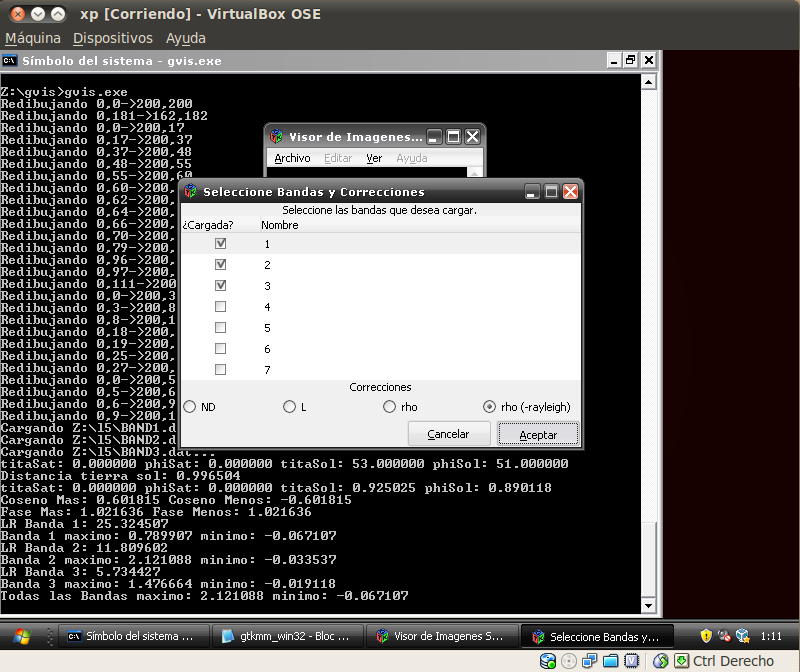 xp [Corriendo] - VirtualBox OSE
Máquina Dispositivos Ayuda
Símbolo del sistema - gvis.exe
Z:\gvis>gvis.exe
Redibujando 0,0->200,200
Redibujando 0,181->162,182
Redibujando 0,0->200,17
Redibujando 0,17->200,37
Redibujando 0,37->200,48
Redibujando 0,48->200,55
Redibujando 0,55->200,60
Redibujando 0,60->200,
Redibujando 0,62->200,
Redibujando 0,64->200,
Redibujando 0,66->200,
Redibujando 0,70->200,
Redibujando 0,79->200,
Redibujando 0,96->200,
Redibujando 0,97->200,
Redibujando 0,111->200
Redibujando 0,0->200,3
Redibujando 0,3->200,8
Redibujando 0,8->200,1
Redibujando 0,18->200,
Redibujando 0,19->200,
Redibujando 0,25->200,
Redibujando 0,27->200,
Redibujando 0,0->200,5
Redibujando 0,5->200,6
Redibujando 0,6->200,9
Redibujando 0,9->200,1
Cargando Z:\l5\BAND1.d
Cargando Z:\l5\BAND2.d
Cargando Z:\l5\BAND3.dat...
titaSat: 0.000000 phiSat: 0.000000 titaSol: 53.000000 phiSol: 51.000000
Distancia tierra sol: 0.996504
titaSat: 0.000000 phiSat: 0.000000 titaSol: 0.925025 phiSol: 0.890118
Coseno Mas: 0.601815 Coseno Menos: -0.601815
Fase Mas: 1.021636 Fase Menos: 1.021636
LR Banda 1: 25.324507
Banda 1 maximo: 0.789907 minimo: -0.067107
LR Banda 2: 11.809602
Banda 2 maximo: 2.121088 minimo: -0.033537
LR Banda 3: 5.734427
Banda 3 maximo: 1.476664 minimo: -0.019118
Todas las Bandas maximo: 2.121088 minimo: -0.067107
Visor de Imagenes...
Archivo Editar Ver Ayuda
Seleccione Bandas y Correcciones
Seleccione las bandas que desea cargar.
¿Cargada? Nombre
1
2
3
4
5
6
7
Correcciones
ND L rho rho (-rayleigh)
Cancelar Aceptar
Símbolo del sistema ... gtkmm_win32 - Bloc ... Visor de Imagenes S... Seleccione Bandas y... 1:11
Ctrl Derecho